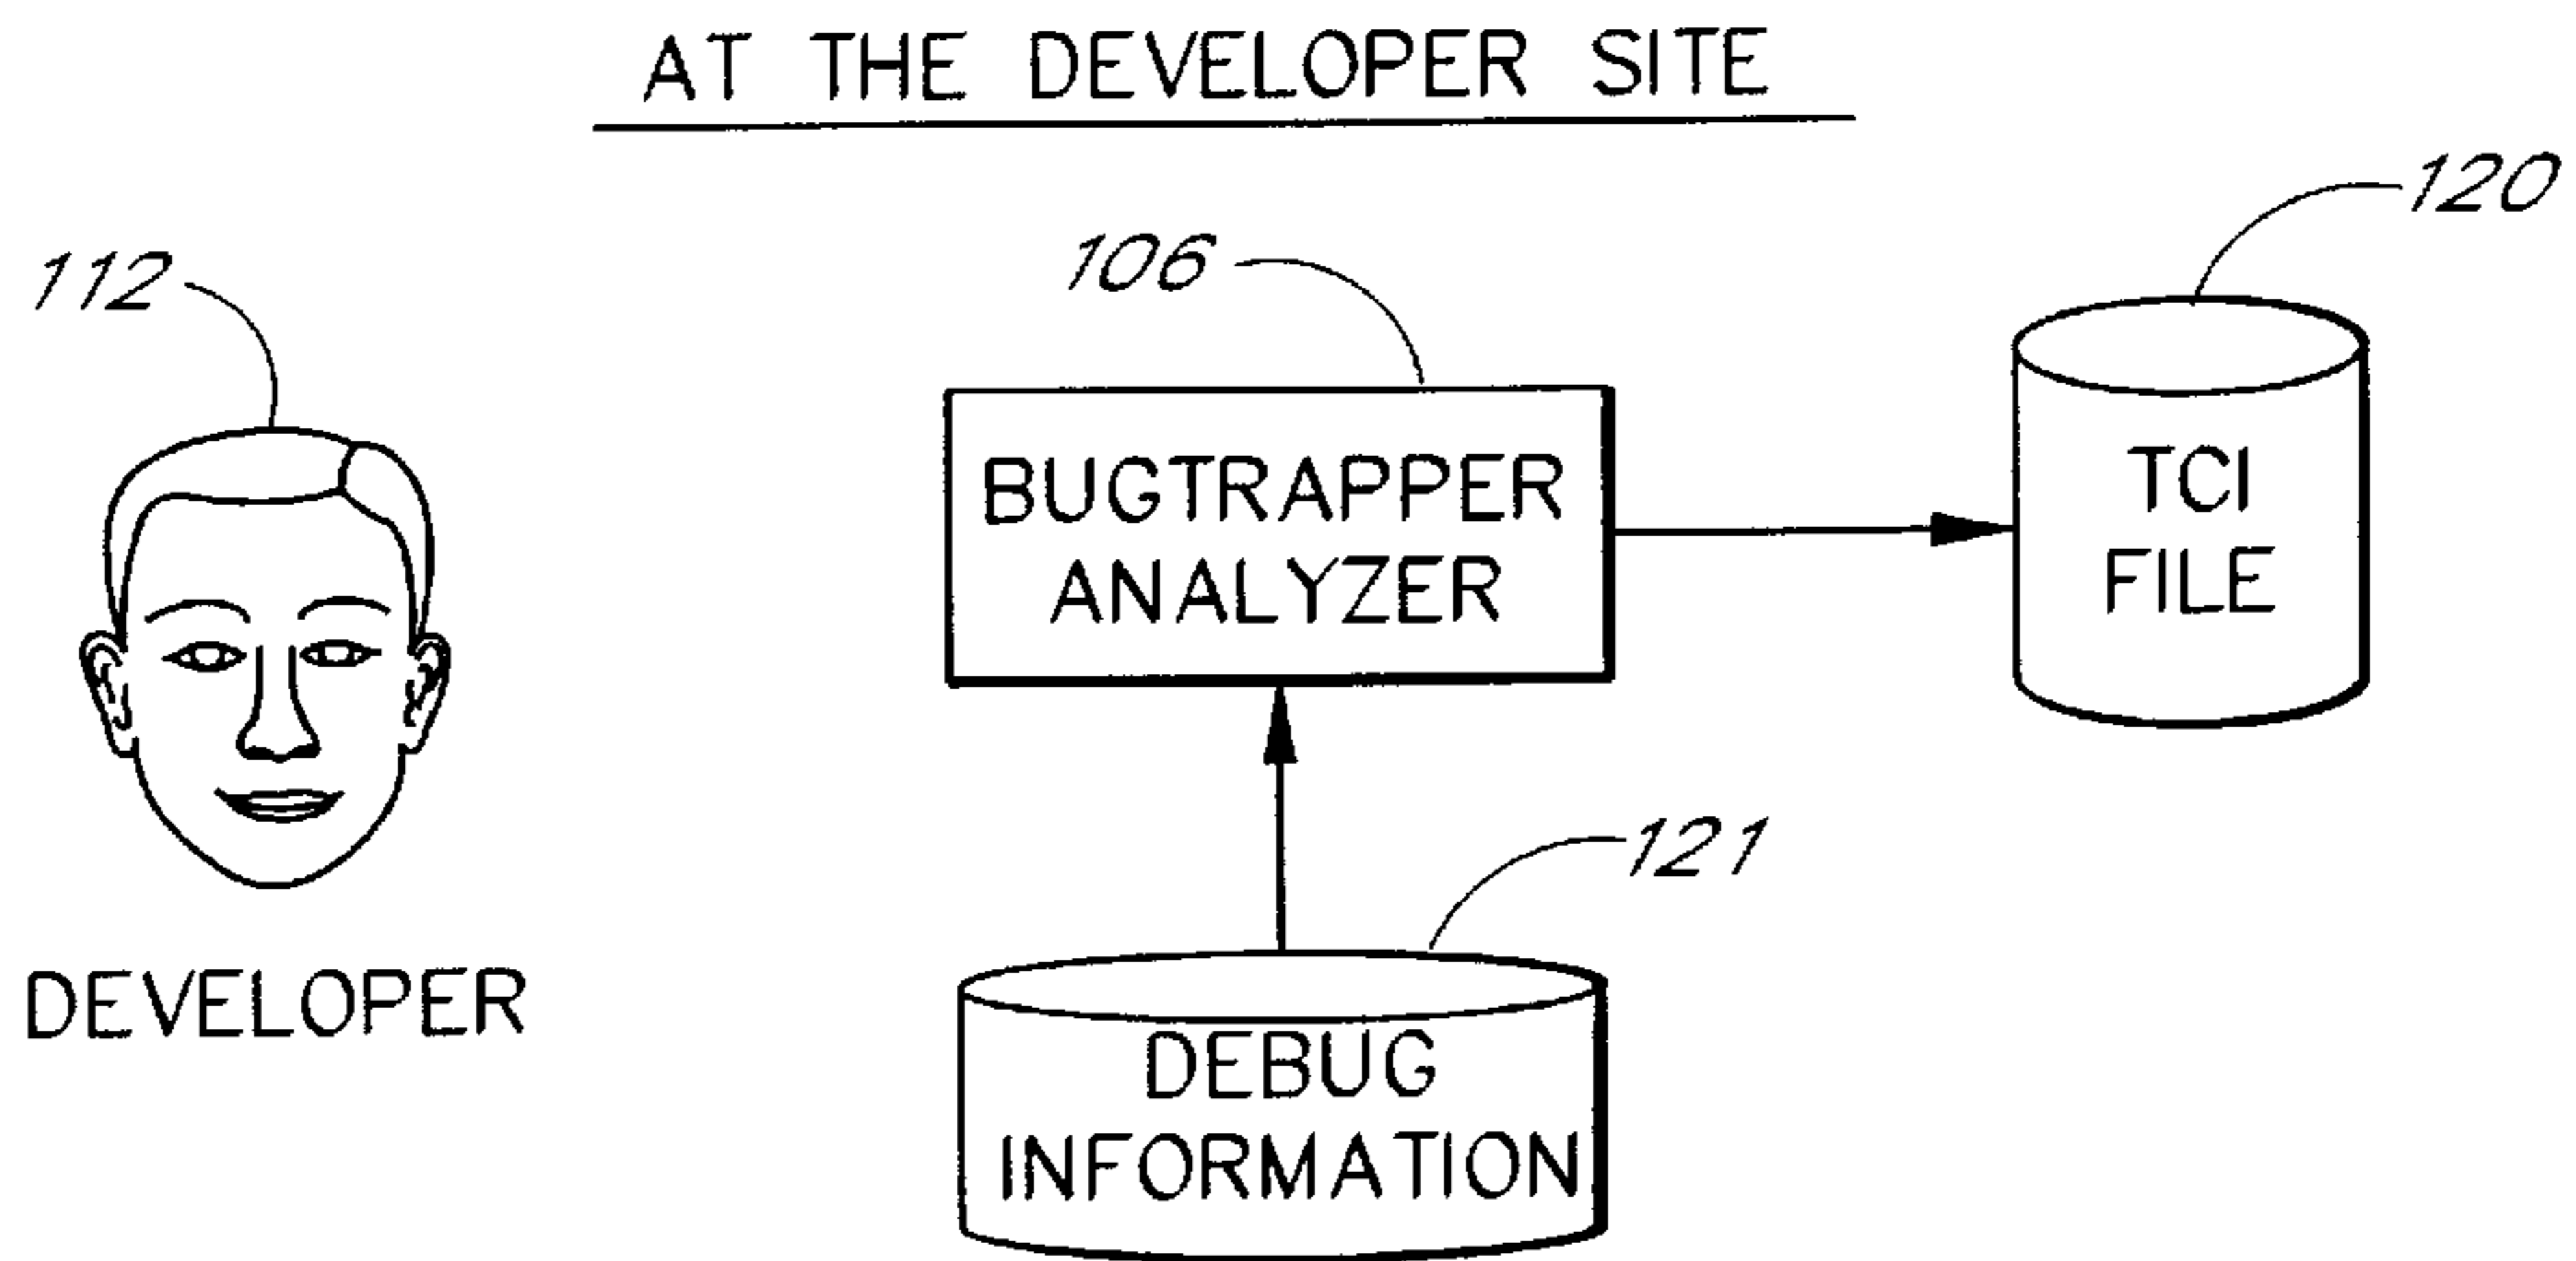 AT THE DEVELOPER SITE
120
106
112
BUGTRAPPER
ANALYZER
TCI
FILE
121
DEVELOPER
DEBUG
INFORMATION